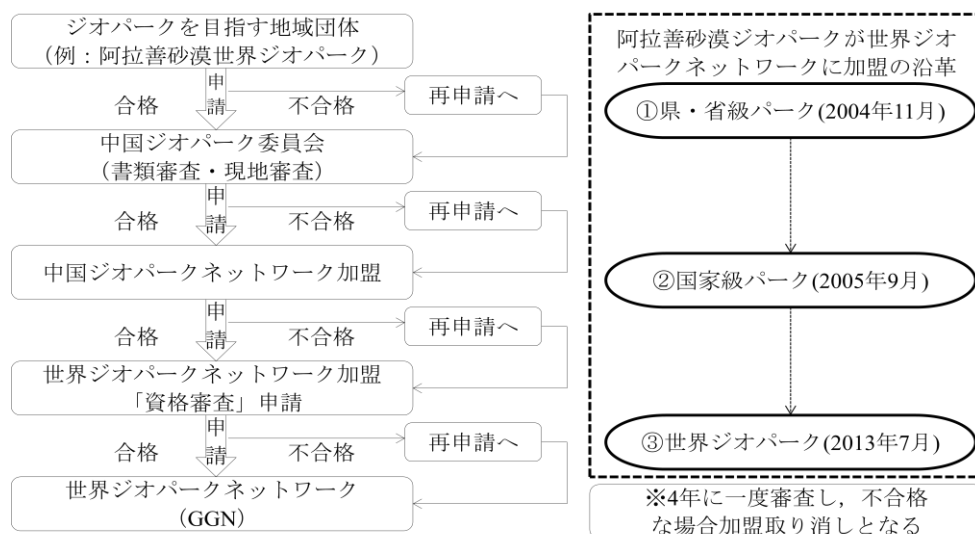 ジオパークを目指す地域団体
（例：阿拉善砂漠世界ジオパーク）
合格
申請
不合格
再申請へ
中国ジオパーク委員会
（書類審査・現地審査）
合格
申請
不合格
再申請へ
中国ジオパークネットワーク加盟
合格
申請
不合格
再申請へ
世界ジオパークネットワーク加盟
「資格審査」申請
合格
申請
不合格
再申請へ
世界ジオパークネットワーク
(GGN)
阿拉善砂漠ジオパークが世界ジオ
パークネットワークに加盟の沿革
①県・省級パーク(2004年11月)
②国家級パーク(2005年9月)
③世界ジオパーク(2013年7月)
※4年に一度審査し，不合格
な場合加盟取り消しとなる